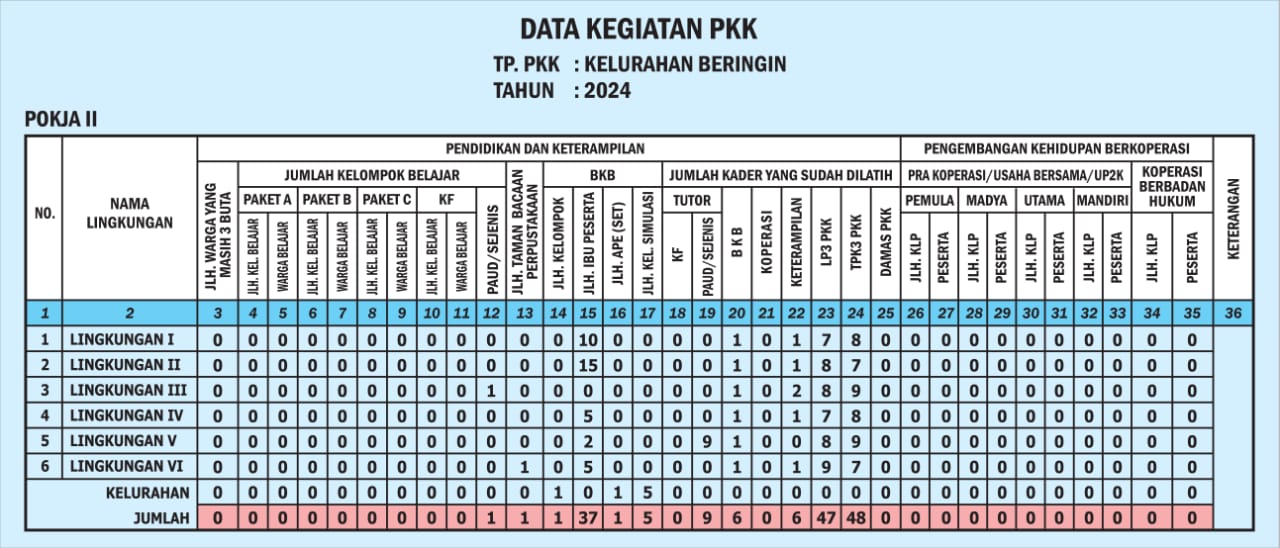 DATA KEGIATAN PKK
TP. PKK : KELURAHAN BERINGIN
TAHUN : 2024
POKJA II
NO. NAMA LINGKUNGAN PENDIDIKAN DAN KETERAMPILAN PENGEMBANGAN KEHIDUPAN BERKOPERASI KETERANGAN
JLH. WARGA YANG MASIH 3 BUTA JUMLAH KELOMPOK BELAJAR JLH. TAMAN BACAAN PERPUSTAKAAN BKB JUMLAH KADER YANG SUDAH DILATIH PRA KOPERASI/USAHA BERSAMA/UP2K KOPERASI BERBADAN HUKUM
PAKET A PAKET B PAKET C KF PAUD/SEJENIS TUTOR PEMULA MADYA UTAMA MANDIRI
JLH. KEL. BELAJAR WARGA BELAJAR JLH. KEL. BELAJAR WARGA BELAJAR JLH. KEL. BELAJAR WARGA BELAJAR JLH. KEL. BELAJAR WARGA BELAJAR JLH. KELOMPOK JLH. IBU PESERTA JLH. APE (SET) JLH. KEL. SIMULASI KF PAUD/SEJENIS B K B KOPERASI KETERAMPILAN LP3 PKK TPK3 PKK DAMAS PKK JLH. KLP PESERTA JLH. KLP PESERTA JLH. KLP PESERTA JLH. KLP PESERTA JLH. KLP PESERTA
1 2 3 4 5 6 7 8 9 10 11 12 13 14 15 16 17 18 19 20 21 22 23 24 25 26 27 28 29 30 31 32 33 34 35 36
1 LINGKUNGAN I 0 0 0 0 0 0 0 0 0 0 0 0 10 0 0 0 0 1 0 1 7 8 0 0 0 0 0 0 0 0 0 0 0
2 LINGKUNGAN II 0 0 0 0 0 0 0 0 0 0 0 0 15 0 0 0 0 1 0 1 8 7 0 0 0 0 0 0 0 0 0 0 0
3 LINGKUNGAN III 0 0 0 0 0 0 0 0 0 1 0 0 0 0 0 0 0 1 0 2 8 9 0 0 0 0 0 0 0 0 0 0 0
4 LINGKUNGAN IV 0 0 0 0 0 0 0 0 0 0 0 0 5 0 0 0 0 1 0 1 7 8 0 0 0 0 0 0 0 0 0 0 0
5 LINGKUNGAN V 0 0 0 0 0 0 0 0 0 0 0 0 2 0 0 0 9 1 0 0 8 9 0 0 0 0 0 0 0 0 0 0 0
6 LINGKUNGAN VI 0 0 0 0 0 0 0 0 0 0 1 0 5 0 0 0 0 1 0 1 9 7 0 0 0 0 0 0 0 0 0 0 0
KELURAHAN 0 0 0 0 0 0 0 0 0 0 0 1 0 1 5 0 0 0 0 0 0 0 0 0 0 0 0 0 0 0 0 0 0
JUMLAH 0 0 0 0 0 0 0 0 0 1 1 1 37 1 5 0 9 6 0 6 47 48 0 0 0 0 0 0 0 0 0 0 0